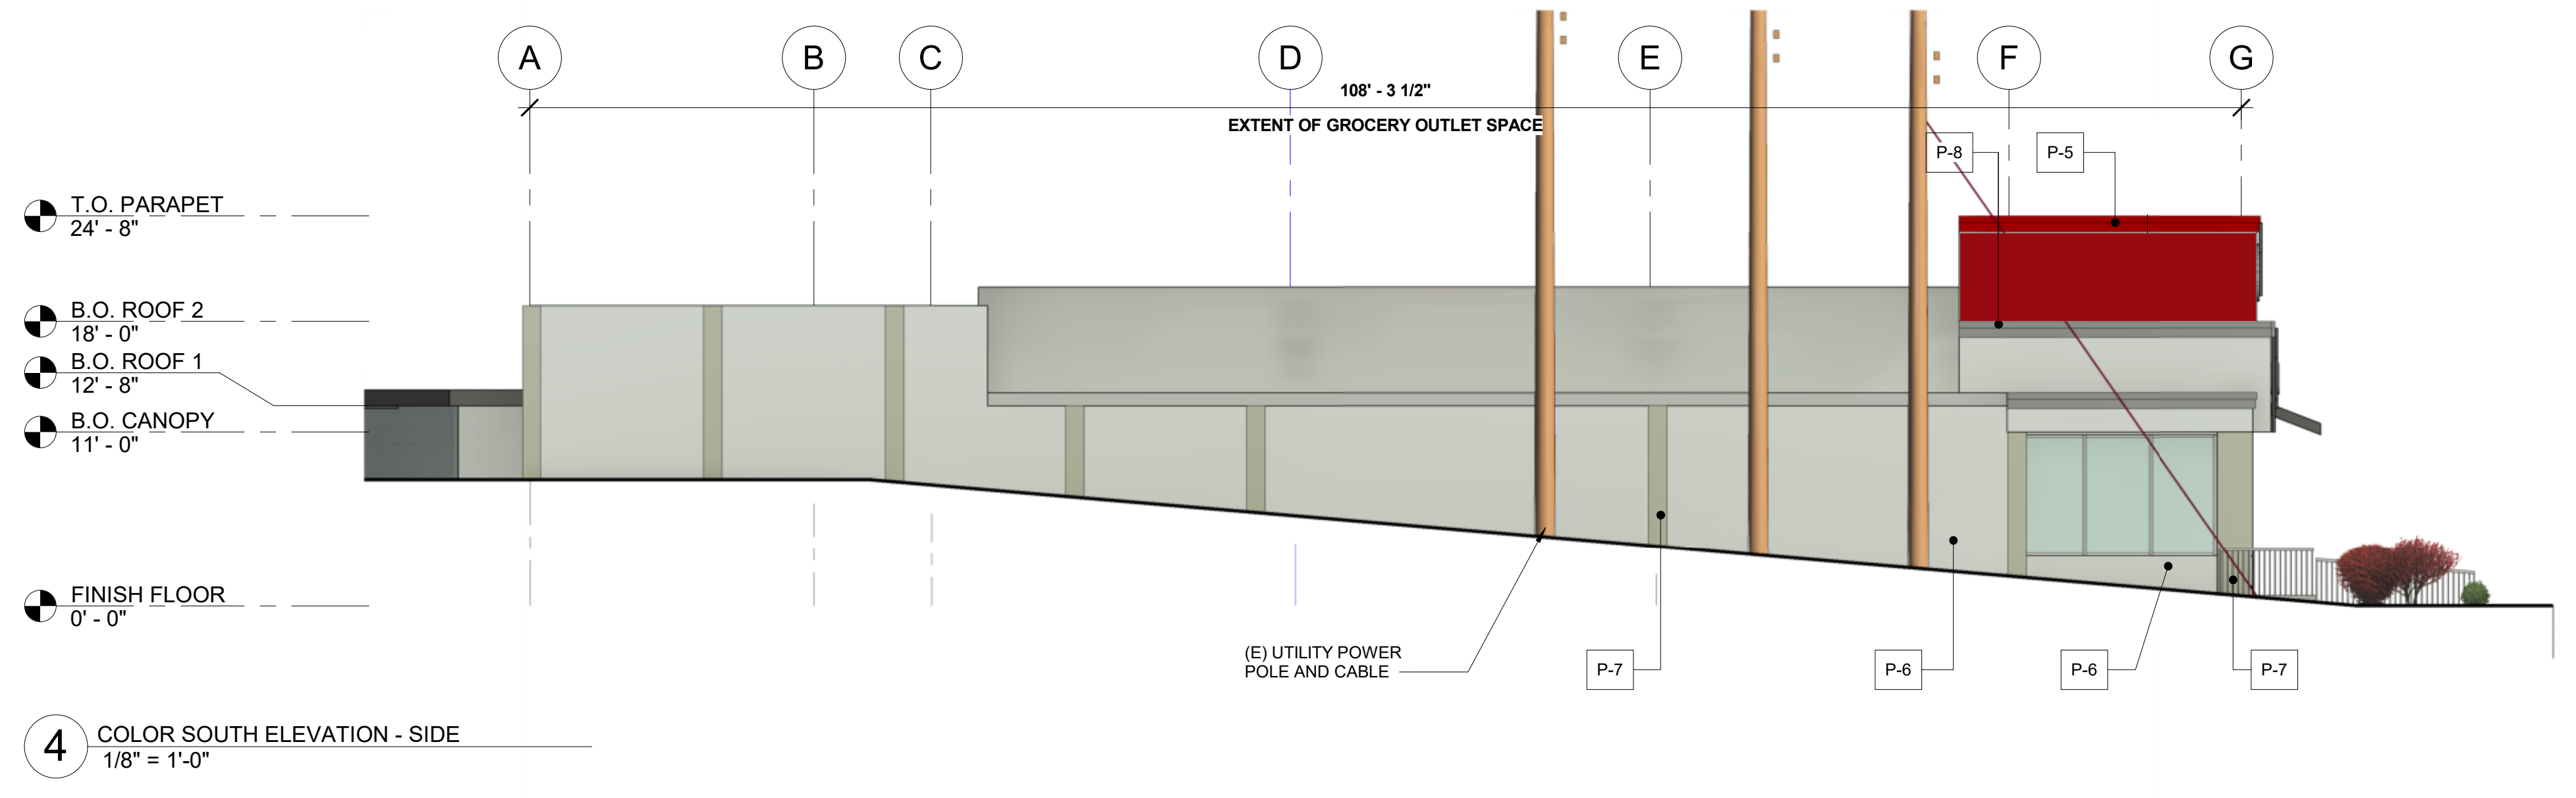 A B C D E F G
108' - 3 1/2"
EXTENT OF GROCERY OUTLET SPACE
P-8 P-5
T.O. PARAPET
24' - 8"
B.O. ROOF 2
18' - 0"
B.O. ROOF 1
12' - 8"
B.O. CANOPY
11' - 0"
FINISH FLOOR
0' - 0"
(E) UTILITY POWER
POLE AND CABLE
P-7 P-6 P-6 P-7
4 COLOR SOUTH ELEVATION - SIDE
1/8" = 1'-0"